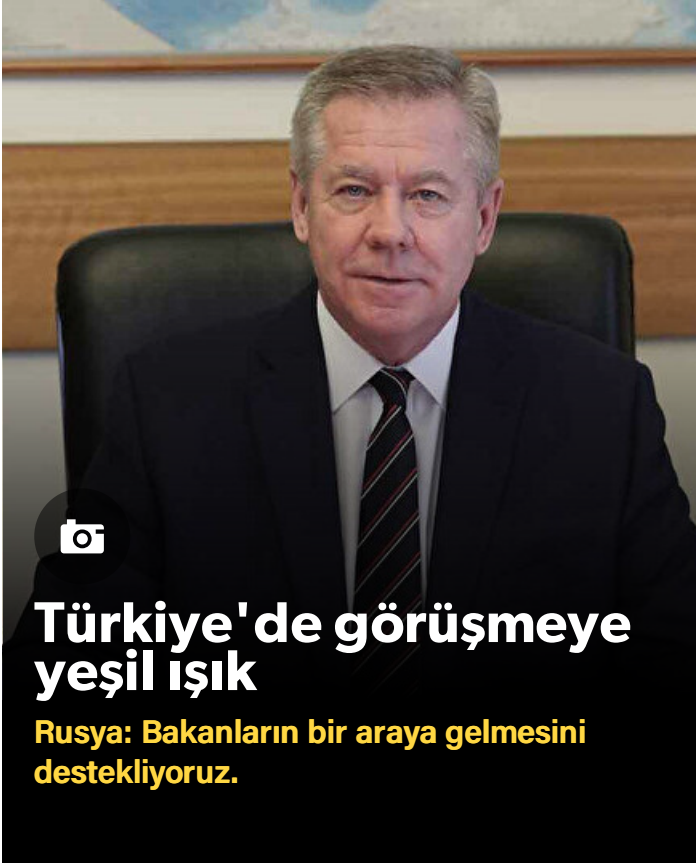 Türkiye'de görüşmeye
yeşil ışık
Rusya: Bakanların bir araya gelmesini
destekliyoruz.